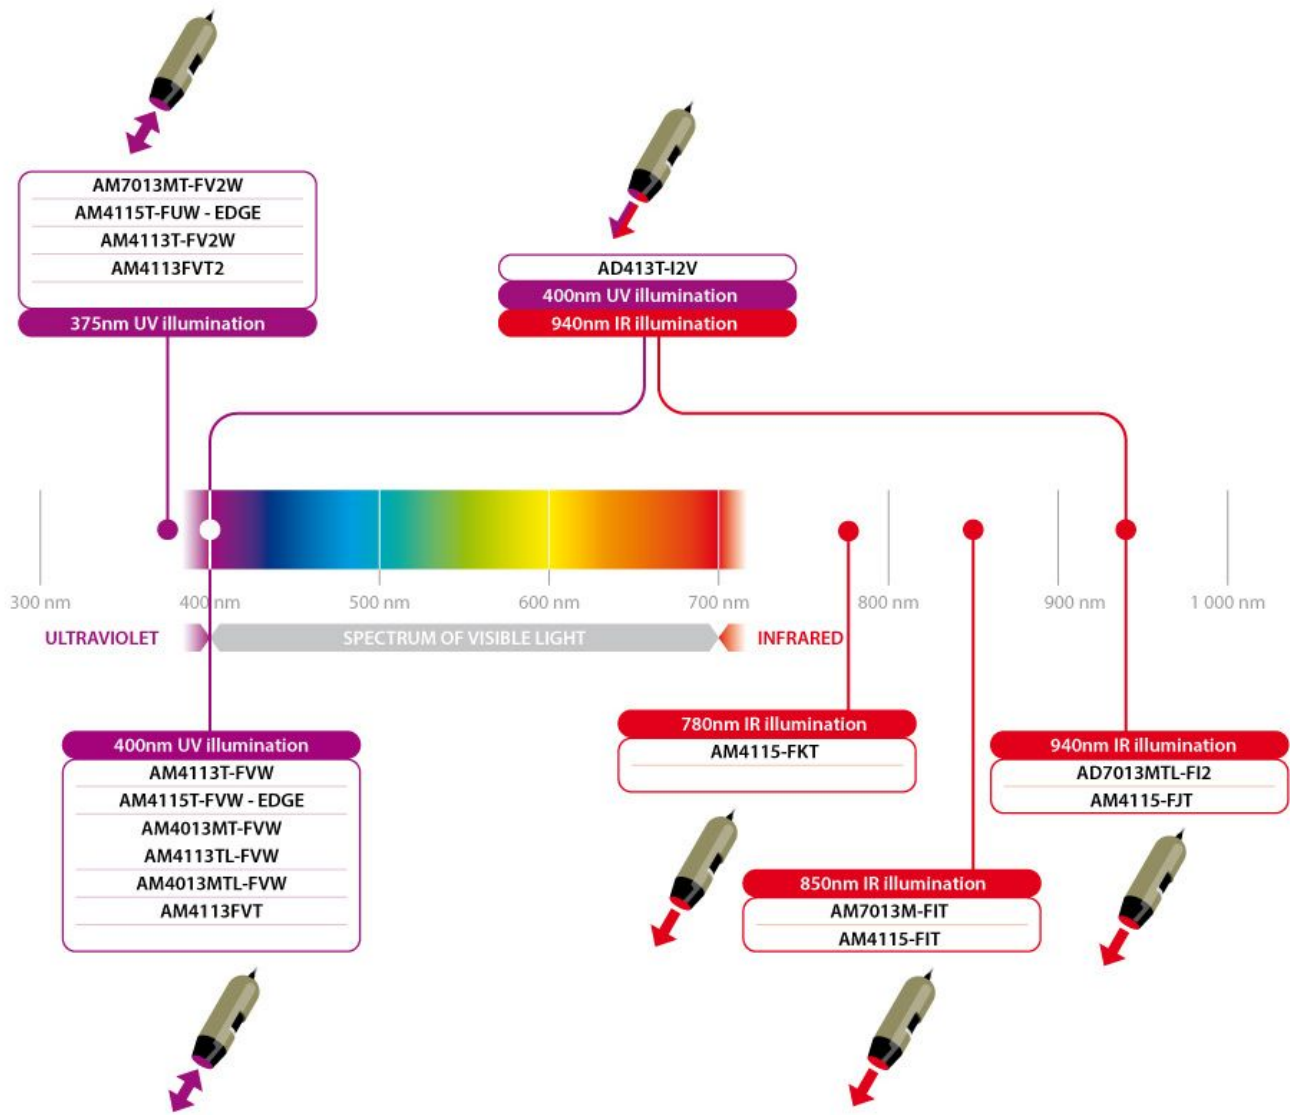 AM7013MT-FV2W
AM4115T-FUW - EDGE
AM4113T-FV2W
AM4113FVT2
375nm UV illumination
AD413T-I2V
400nm UV illumination
940nm IR illumination
300 nm
400 nm
500 nm
600 nm
700 nm
800 nm
900 nm
1 000 nm
ULTRAVIOLET
SPECTRUM OF VISIBLE LIGHT
INFRARED
400nm UV illumination
AM4113T-FVW
AM4115T-FVW - EDGE
AM4013MT-FVW
AM4113TL-FVW
AM4013MTL-FVW
AM4113FVT
780nm IR illumination
AM4115-FKT
850nm IR illumination
AM7013M-FIT
AM4115-FIT
940nm IR illumination
AD7013MTL-FI2
AM4115-FJT